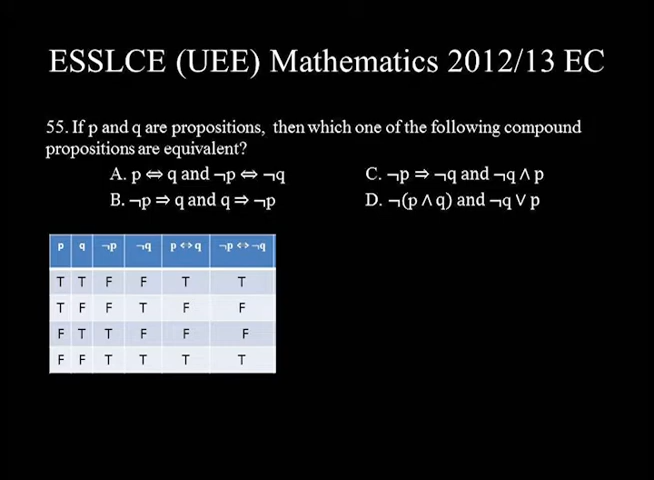 ESSLCE (UEE) Mathematics 2012/13 EC
55. If p and q are propositions, then which one of the following compound
propositions are equivalent?
A. p ⇔ q and ¬p ⇔ ¬q
C. ¬p ⇒ ¬q and ¬q ∧ p
B. ¬p ⇒ q and q ⇒ ¬p
D. ¬(p ∧ q) and ¬q ∨ p
p q ¬p ¬q p <=> q ¬p <=> ¬q
T T F F T T
T F F T F F
F T T F F F
F F T T T T